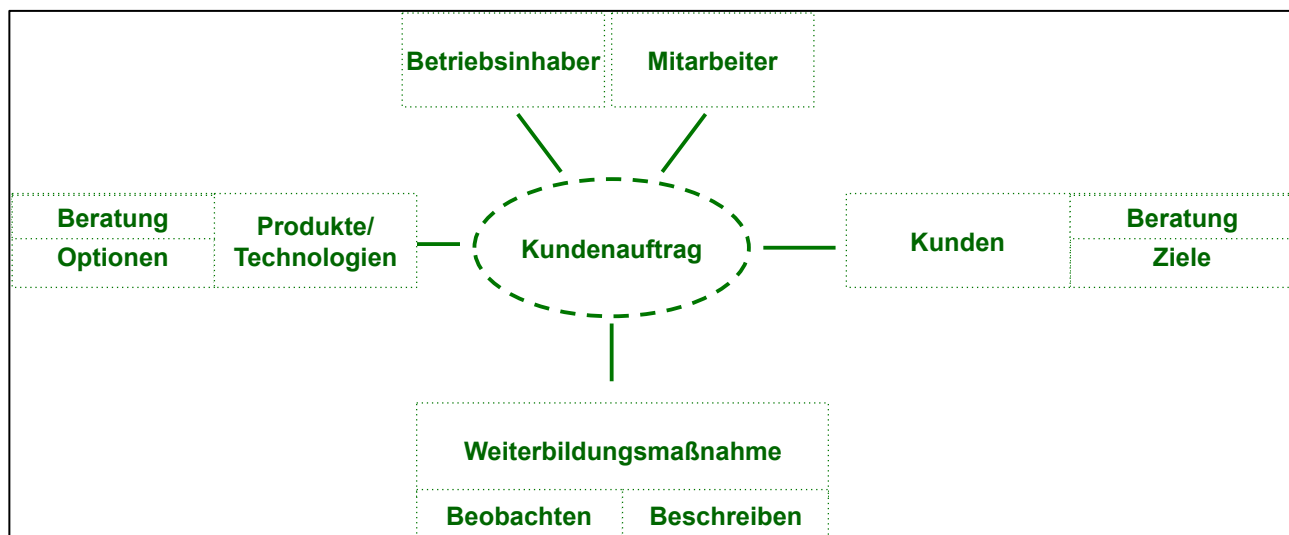 Betriebsinhaber
Mitarbeiter
Beratung
Optionen
Produkte/
Technologien
Kundenauftrag
Kunden
Beratung
Ziele
Weiterbildungsmaßnahme
Beobachten
Beschreiben